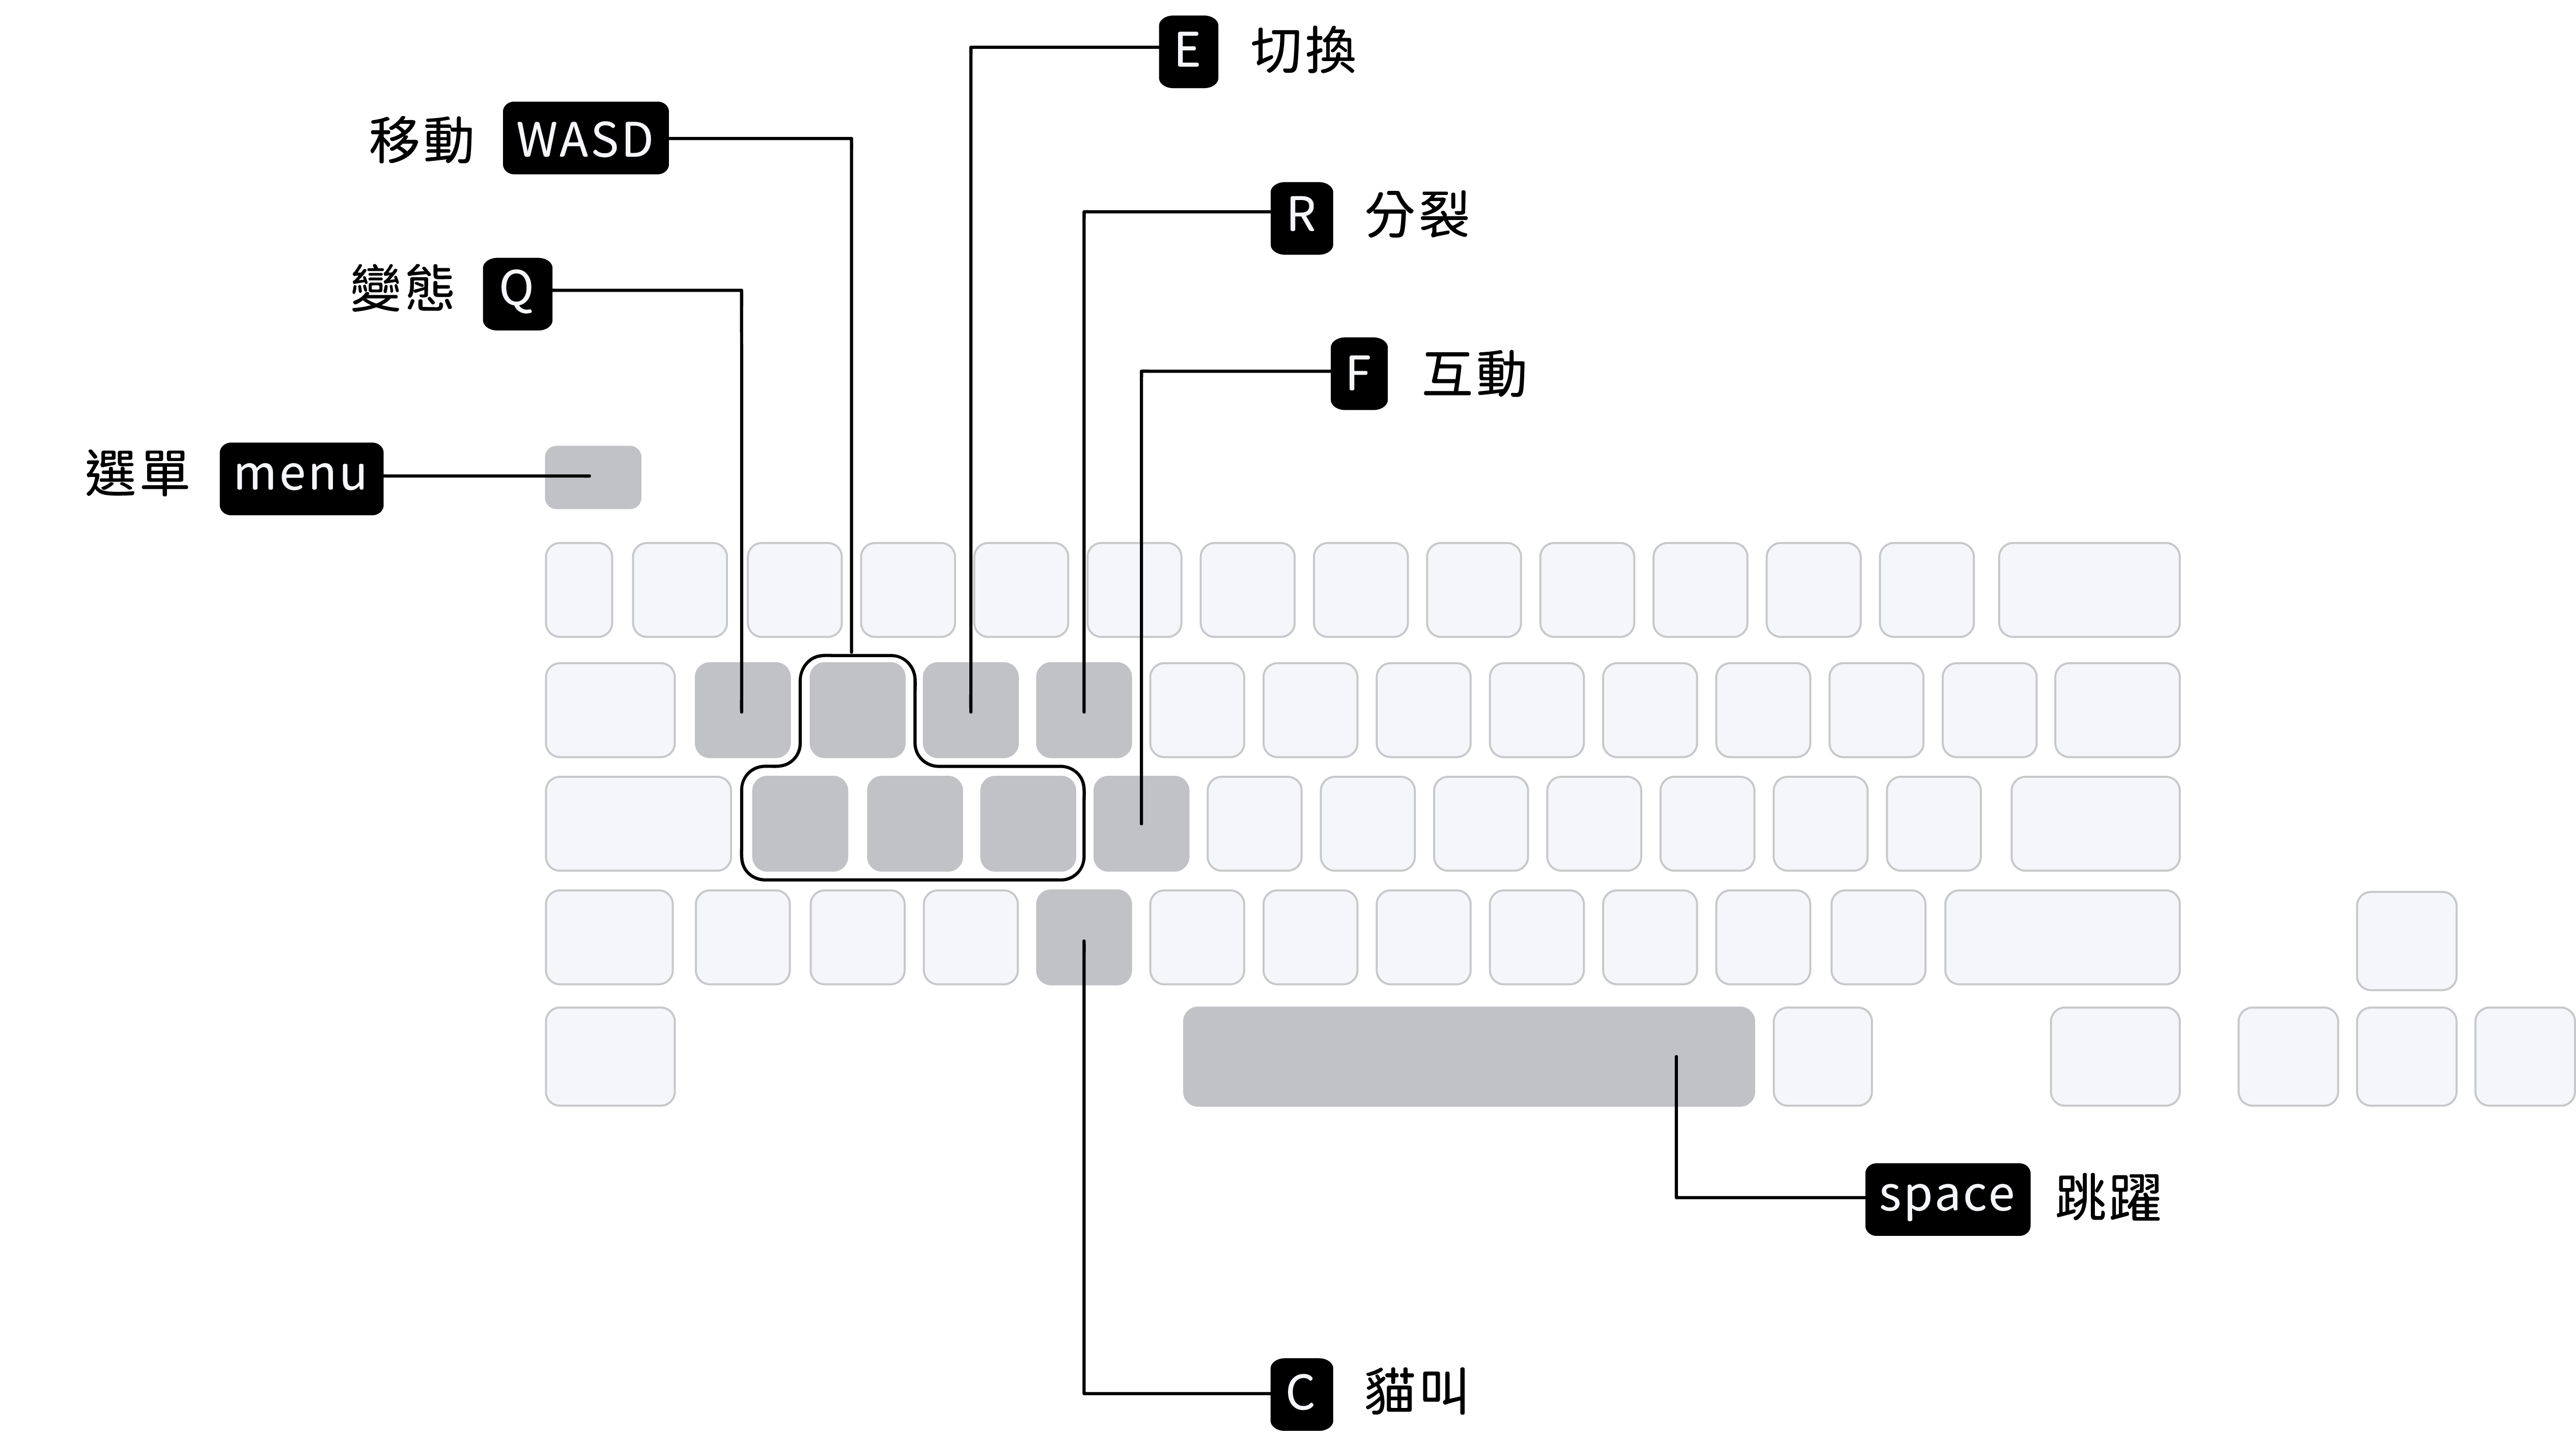 E 切換
移動 WASD
R 分裂
變態 Q
F 互動
選單 menu
space 跳躍
C 貓叫